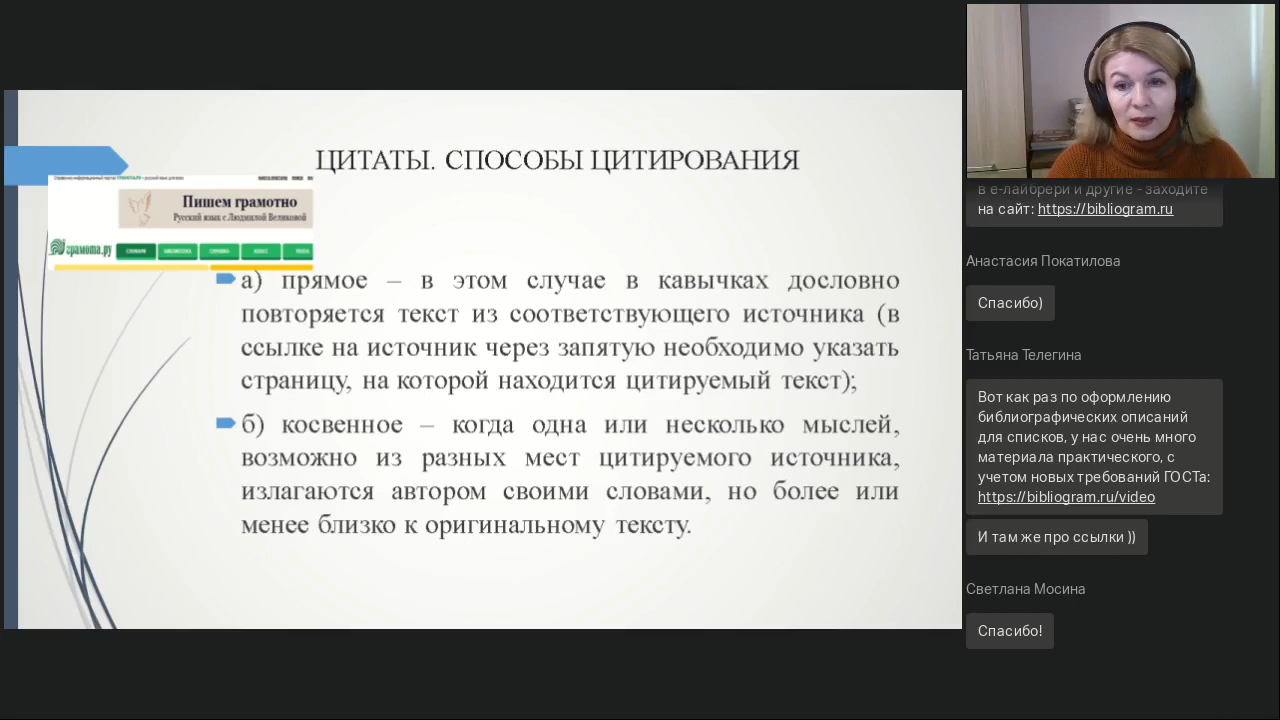 ЦИТАТЫ. СПОСОБЫ ЦИТИРОВАНИЯ
Пишем грамотно
Русский язык с Людмилой Великовой
грамота.ру
а) прямое – в этом случае в кавычках дословно
повторяется текст из соответствующего источника (в
ссылке на источник через запятую необходимо указать
страницу, на которой находится цитируемый текст);
б) косвенное – когда одна или несколько мыслей,
возможно из разных мест цитируемого источника,
излагаются автором своими словами, но более или
менее близко к оригинальному тексту.
в е-лайбрери и другие - заходите
на сайт: https://bibliogram.ru
Анастасия Покатилова
Спасибо)
Татьяна Телегина
Вот как раз по оформлению
библиографических описаний
для списков, у нас очень много
материала практического, с
учетом новых требований ГОСТа:
https://bibliogram.ru/video
И там же про ссылки ))
Светлана Мосина
Спасибо!